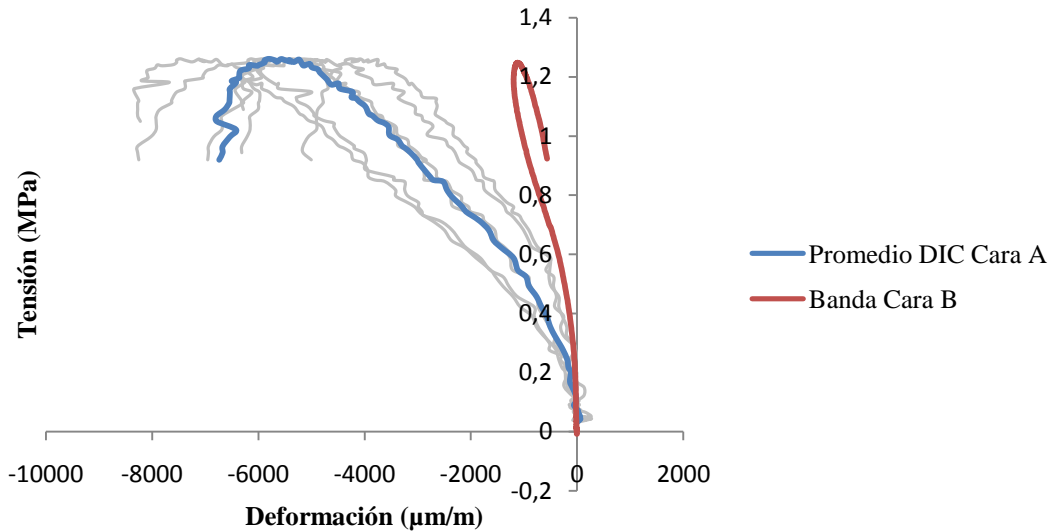 1,4
1,2
1
0,8
0,6
0,4
0,2
0
-0,2
Tensión (MPa)
Promedio DIC Cara A
Banda Cara B
-10000 -8000 -6000 -4000 -2000 0 2000
Deformación (µm/m)